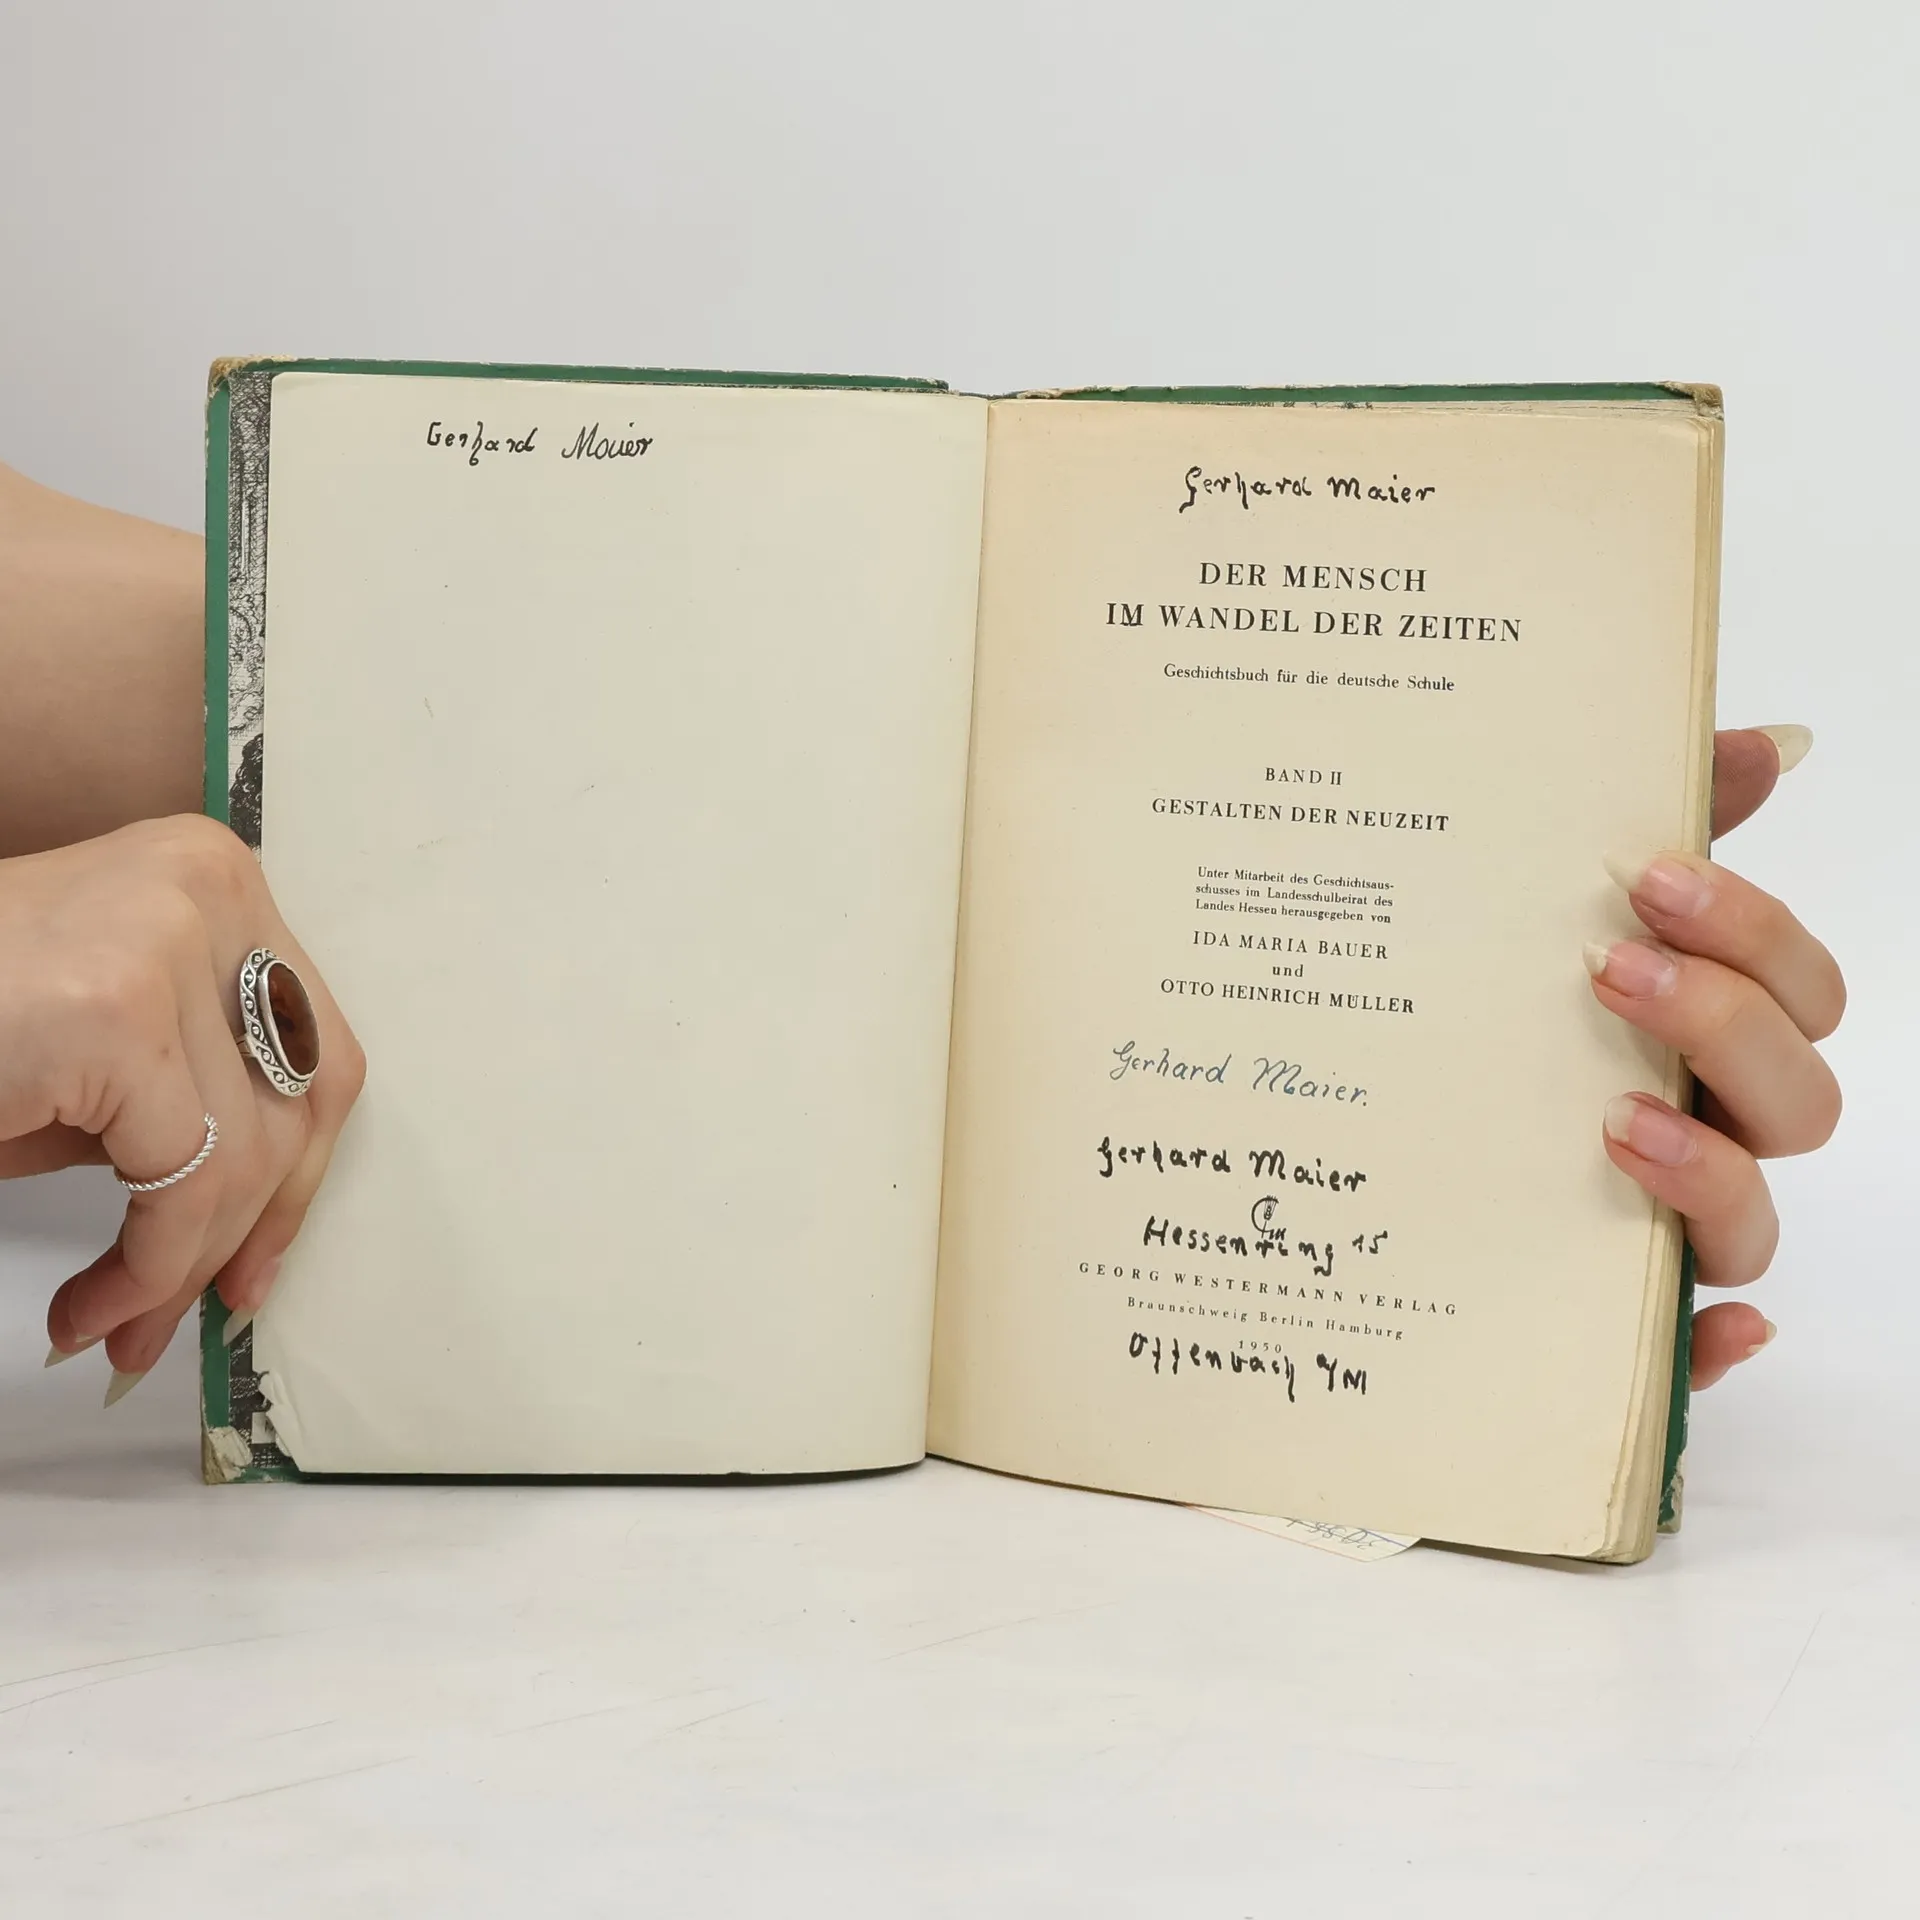 Gerhard Maier
Gerhard Maier
DER MENSCH
IM WANDEL DER ZEITEN
Geschichtsbuch für die deutsche Schule
BAND II
GESTALTEN DER NEUZEIT
Unter Mitarbeit des Geschichtsaus-
schusses im Landesschulbeirat des
Landes Hessen herausgegeben von
IDA MARIA BAUER
und
OTTO HEINRICH MÜLLER
Gerhard Maier.
Gerhard Maier
Hessenring 15
GEORG WESTERMANN VERLAG
Braunschweig Berlin Hamburg
1950
Offenbach a/M